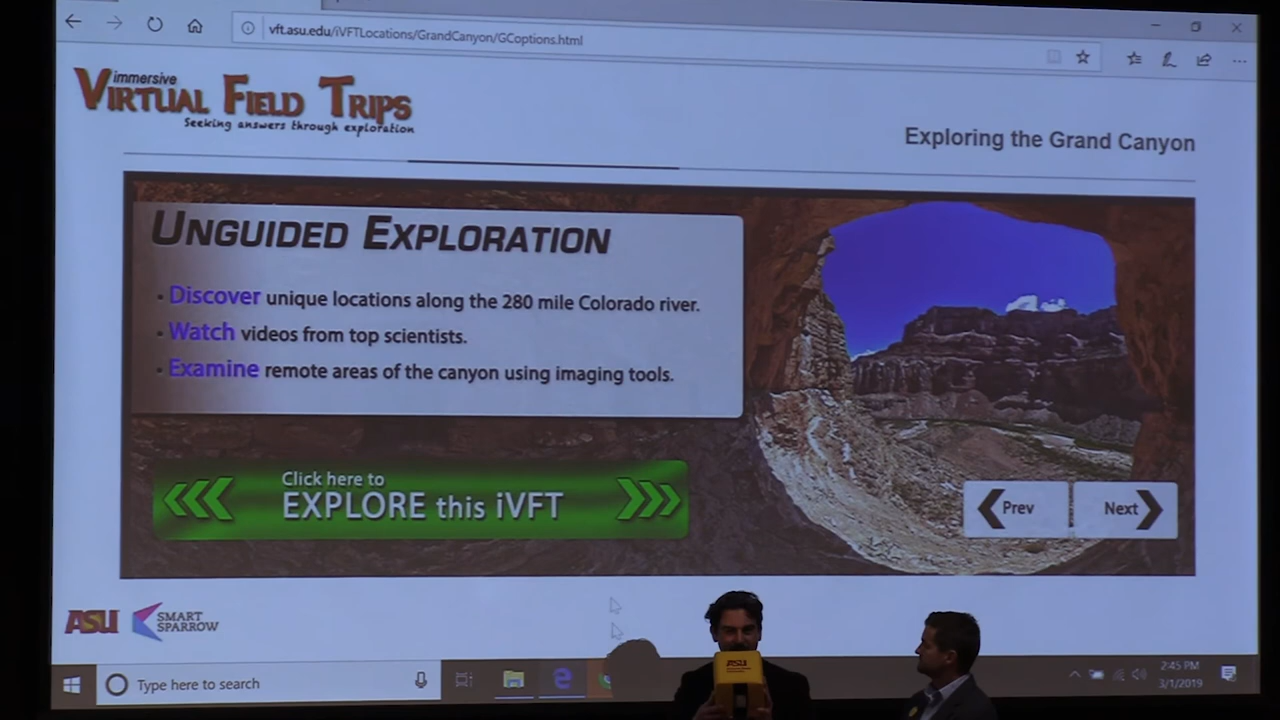 vft.asu.edu/iVFTLocations/GrandCanyon/GCoptions.html
immersive
VIRTUAL FIELD TRIPS
Seeking answers through exploration
Exploring the Grand Canyon
UNGUIDED EXPLORATION
· Discover unique locations along the 280 mile Colorado river.
· Watch videos from top scientists.
· Examine remote areas of the canyon using imaging tools.
Click here to
EXPLORE this iVFT
Prev
Next
ASU
SMART
SPARROW
ASU
Type here to search
2:45 PM
3/1/2019